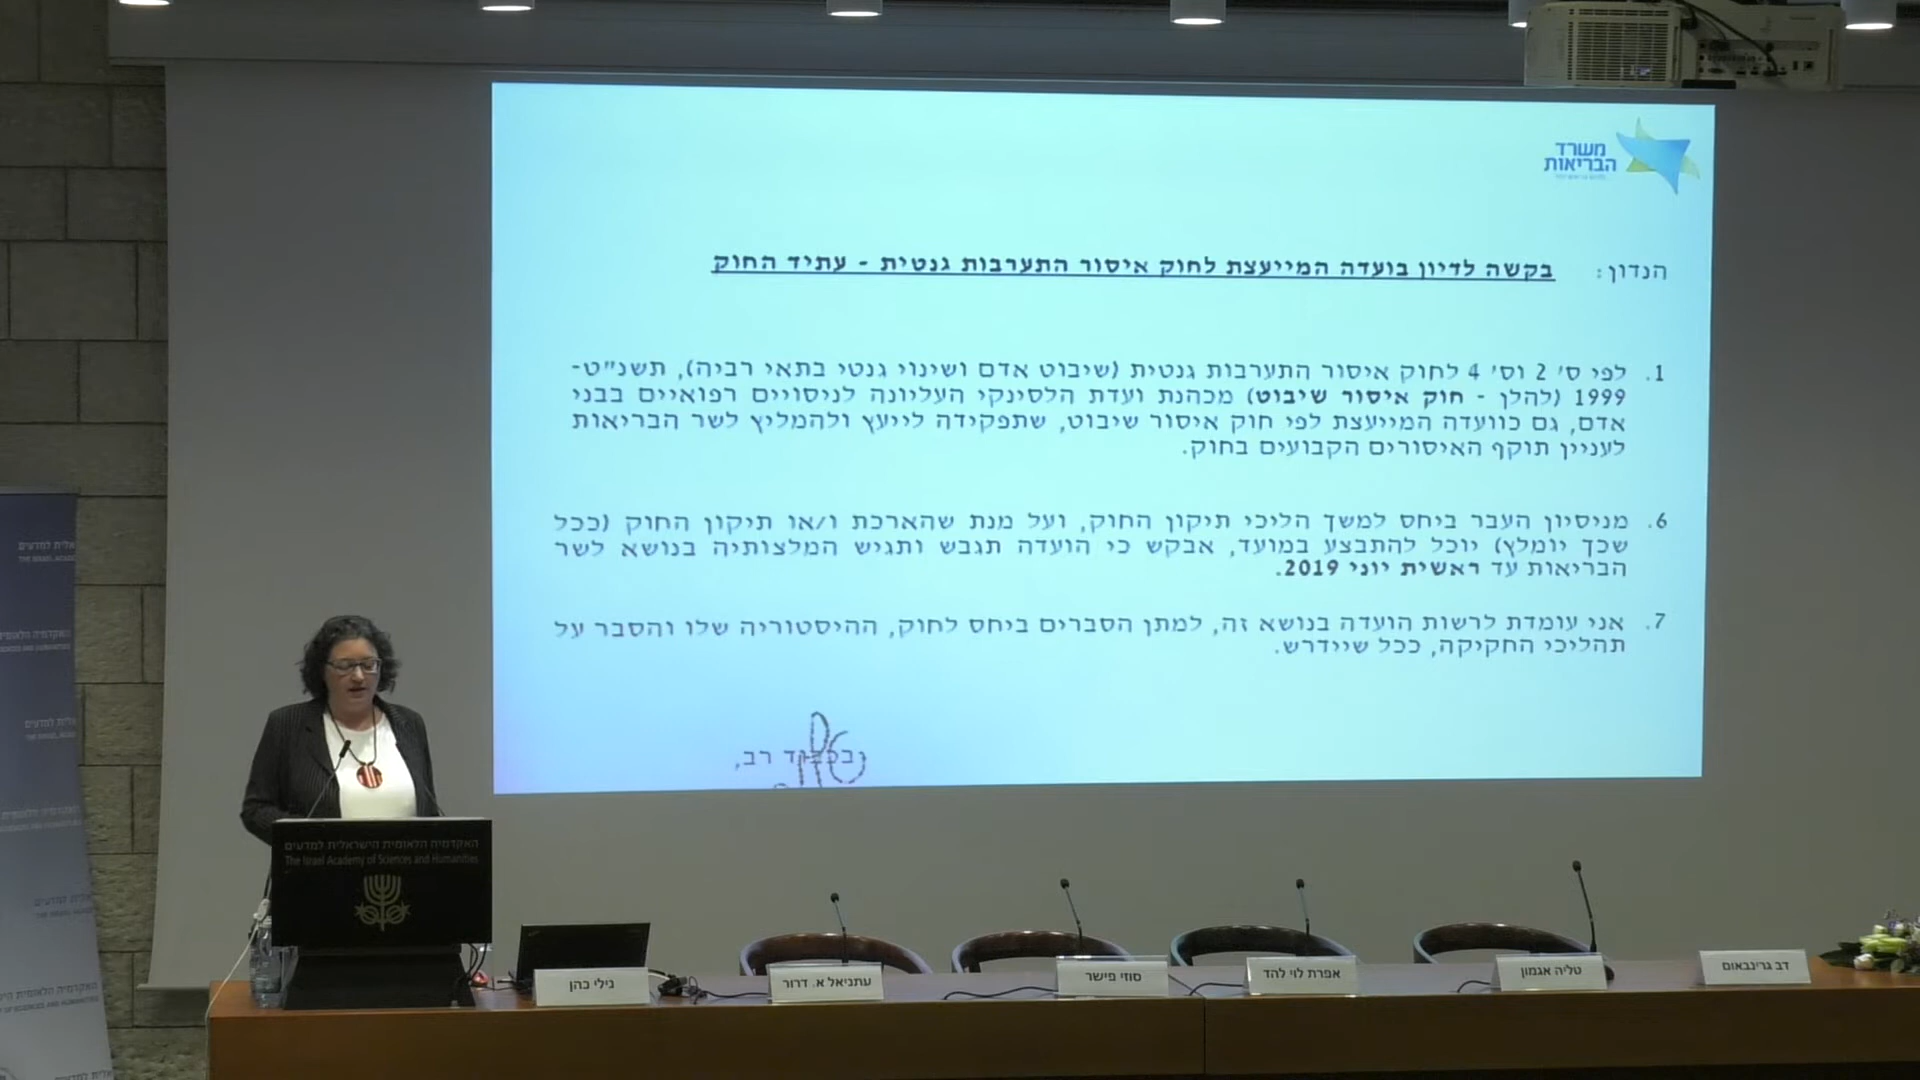 משרד
הבריאות
הנדון: בקשה לדיון בועדה המייעצת לחוק איסור התערבות גנטית - עתיד החוק
1. לפי ס' 2 וס' 4 לחוק איסור התערבות גנטית (שיבוט אדם ושינוי גנטי בתאי רביה), תשנ"ט-
1999 (להלן - חוק איסור שיבוט) מכהנת ועדת הלסינקי העליונה לניסויים רפואיים בבני
אדם, גם כוועדה המייעצת לפי חוק איסור שיבוט, שתפקידה לייעץ ולהמליץ לשר הבריאות
לעניין תוקף האיסורים הקבועים בחוק.
6. מניסיון העבר ביחס למשך הליכי תיקון החוק, ועל מנת שהארכת ו/או תיקון החוק (ככל
שכך יומלץ) יוכל להתבצע במועד, אבקש כי הועדה תגבש ותגיש המלצותיה בנושא לשר
הבריאות עד ראשית יוני 2019.
7. אני עומדת לרשות הועדה בנושא זה, למתן הסברים ביחס לחוק, ההיסטוריה שלו והסבר על
תהליכי החקיקה, ככל שיידרש.
בכבוד רב,
האקדמיה הלאומית הישראלית למדעים
The Israel Academy of Sciences and Humanities
גילי כהן
עתניאל א. דרור
סוזי פישר
אפרת לוי להד
טליה אגמון
דב גרינבאום